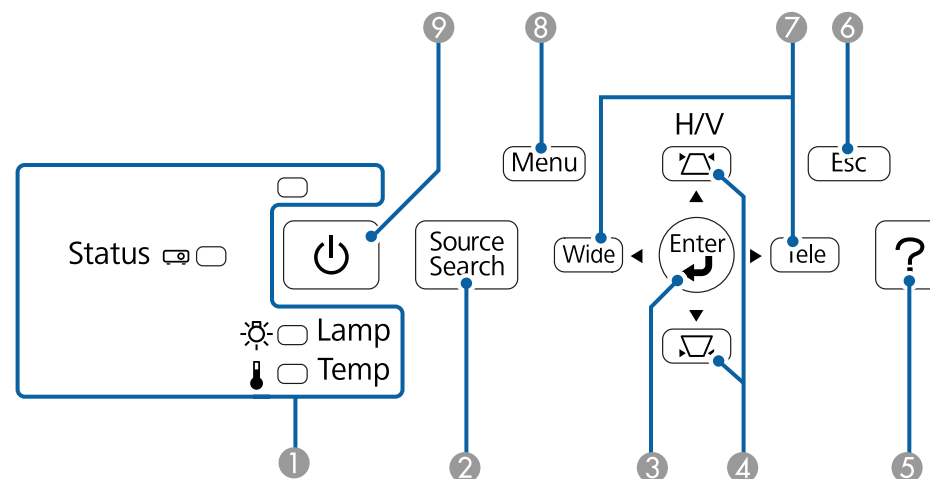 9
8
7
6
H/V
Menu
Esc
Status
Source
Search
Wide
Enter
Tele
?
Lamp
Temp
1
2
3
4
5